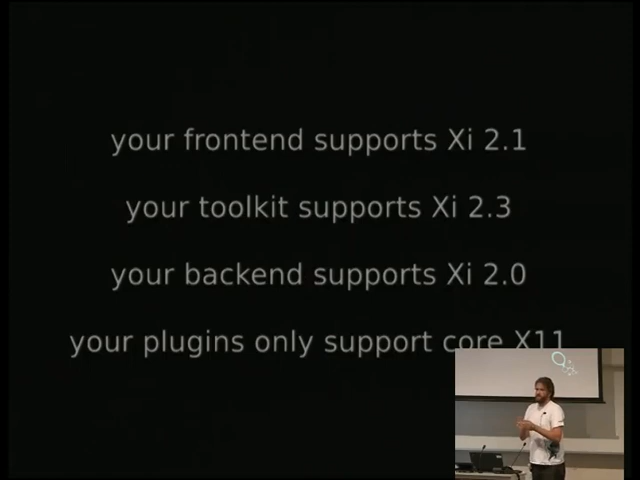 your frontend supports Xi 2.1
your toolkit supports Xi 2.3
your backend supports Xi 2.0
your plugins only support core X11